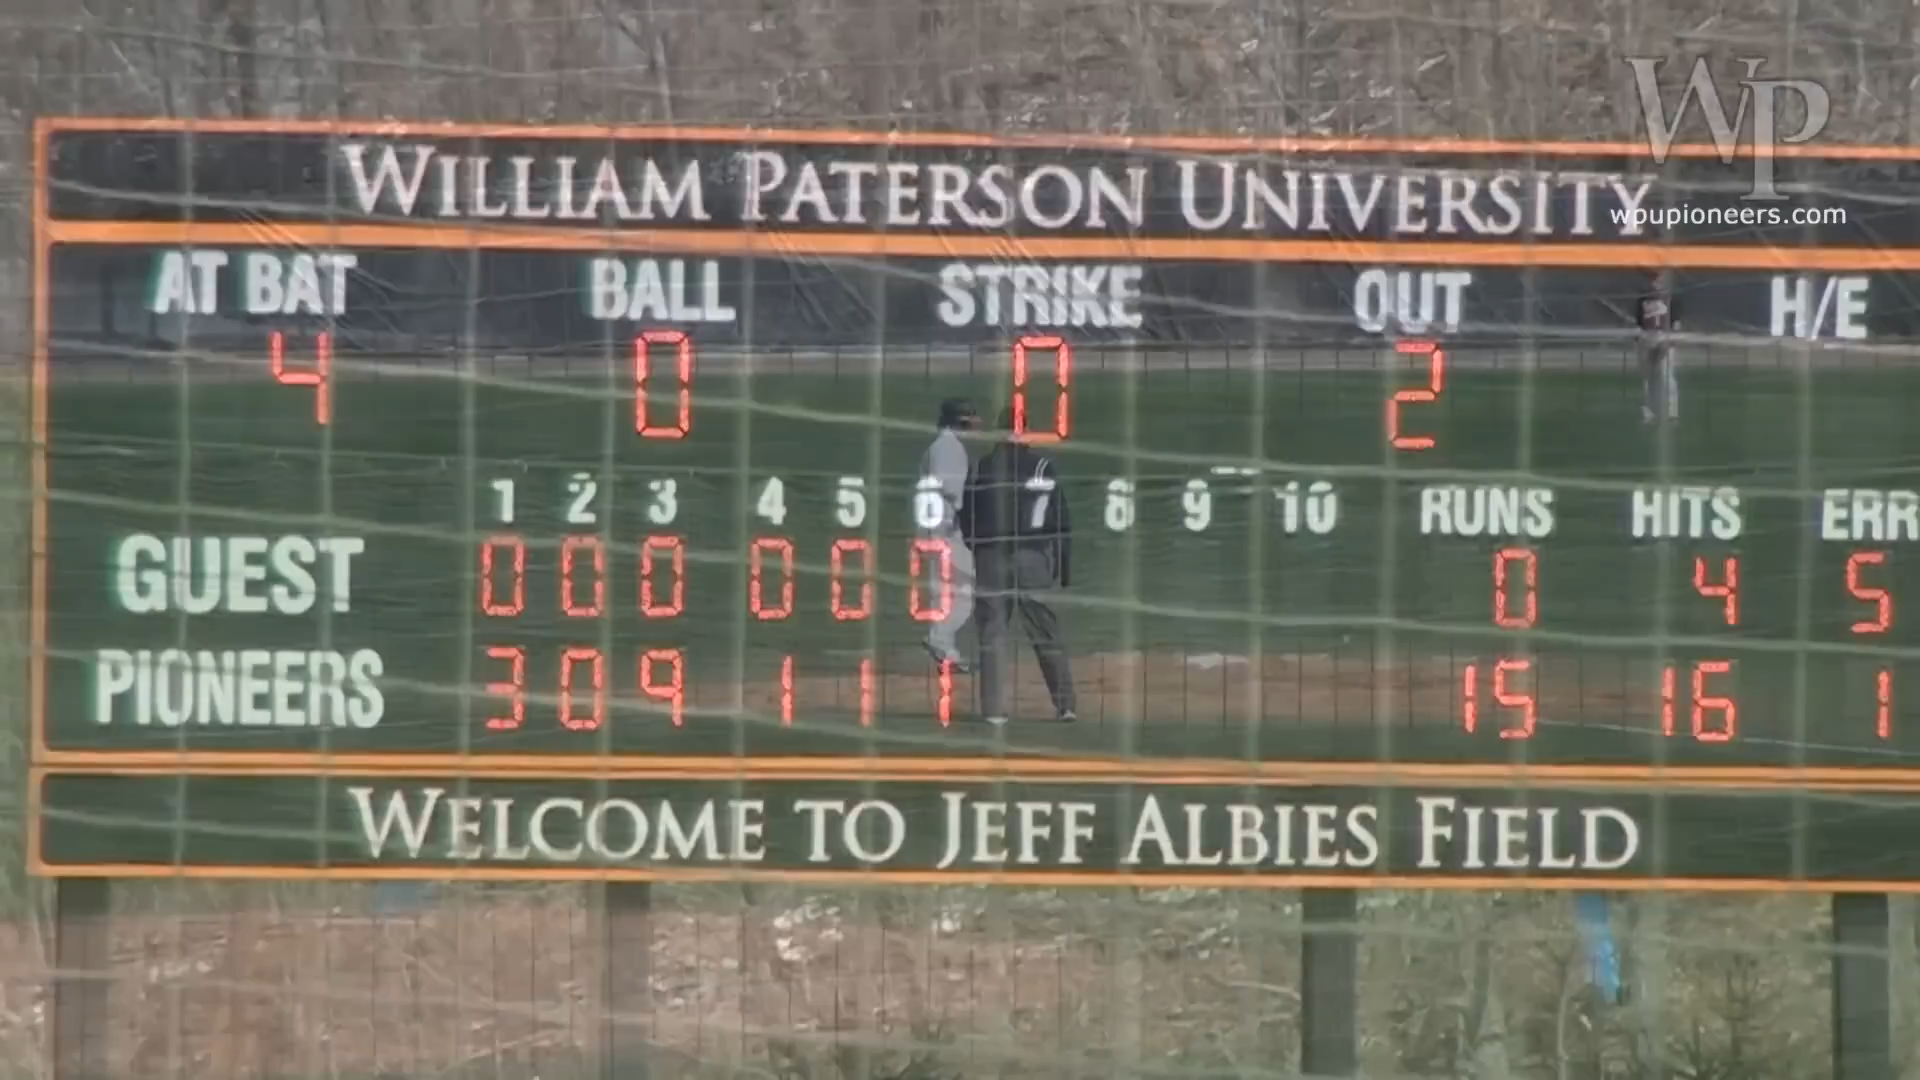 WP
wpupioneers.com
WILLIAM PATERSON UNIVERSITY
AT BAT BALL STRIKE OUT H/E
4 0 0 2
1 2 3 4 5 6 7 8 9 10 RUNS HITS ERR
GUEST 0 0 0 0 0 0 0 4 5
PIONEERS 3 0 9 1 1 1 15 16 1
WELCOME TO JEFF ALBIES FIELD